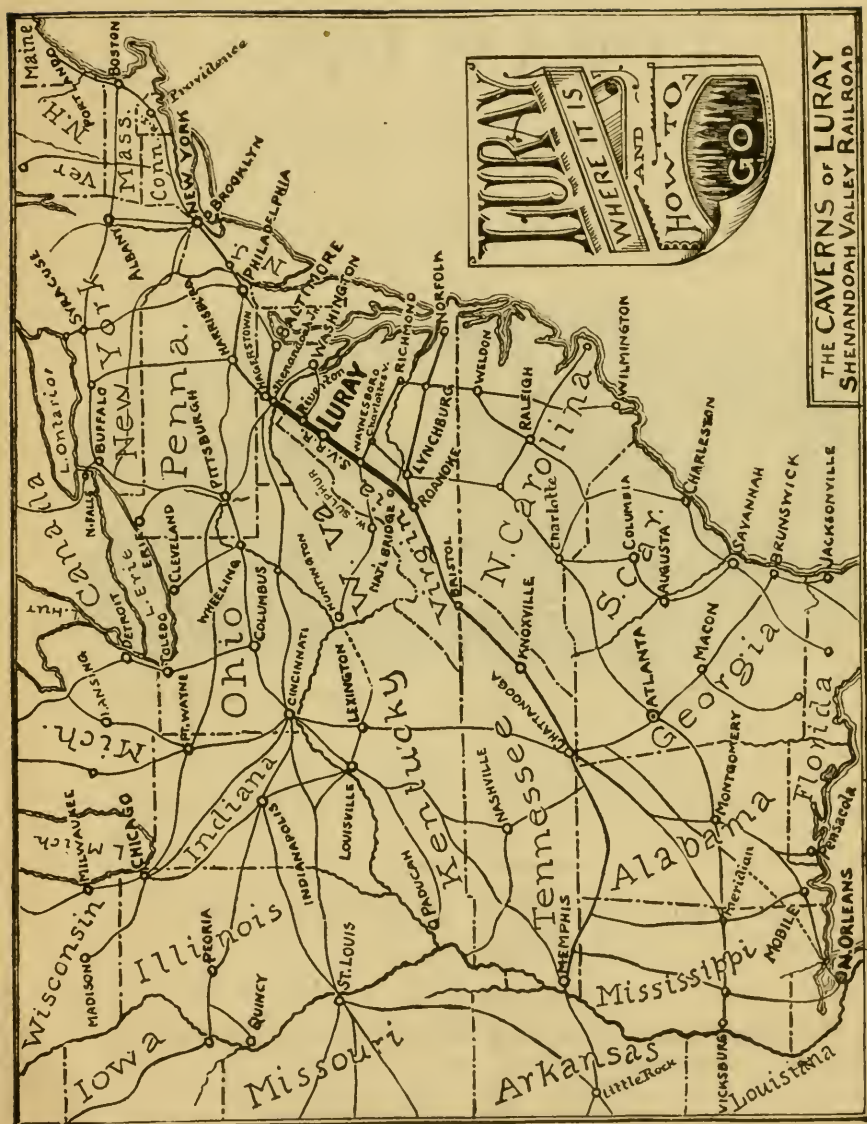 THE CAVERNS OF LURAY
SHENANDOAH VALLEY RAILROAD
LURAY
WHERE IT IS
AND
HOW TO
GO
Maine
PORTLAND
N.H.
Ver
BOSTON
Mass.
Providence
Conn.
NEW YORK
BROOKLYN
ALBANY
SYRACUSE
New York
L. Ontario
BUFFALO
N. FALLS
Canada
L. Erie
ERIE
L. Hur
DETROIT
LANSING
Mich.
TOLEDO
CLEVELAND
Penna.
PITTSBURGH
HARRISBURG
PHILADELPHIA
N. J.
HAGERSTOWN
BALTIMORE
Shenandoah Jn.
WASHINGTON
Riverton
LURAY
S.V.R.R.
WAYNESBORO
Charlottesv.
RICHMOND
NORFOLK
LYNCHBURG
ROANOKE
NAT'L BRIDGE
W. SULPHUR
W. Va
Virginia
HUNTINGTON
WHEELING
COLUMBUS
Ohio
CINCINNATI
FT. WAYNE
MILWAUKEE
L. Mich
CHICAGO
Indiana
INDIANAPOLIS
LOUISVILLE
LEXINGTON
Kentucky
PADUCAH
Wisconsin
MADISON
Illinois
PEORIA
QUINCY
Iowa
ST. LOUIS
Missouri
BRISTOL
KNOXVILLE
CHATTANOOGA
NASHVILLE
Tennessee
MEMPHIS
WELDON
RALEIGH
N. Carolina
WILMINGTON
Charlotte
COLUMBIA
S. Car.
CHARLESTON
AUGUSTA
SAVANNAH
BRUNSWICK
JACKSONVILLE
ATLANTA
MACON
Georgia
Florida
MONTGOMERY
Alabama
Pensacola
meridian
MOBILE
N. ORLEANS
Mississippi
Arkansas
Little Rock
VICKSBURG
Louisiana